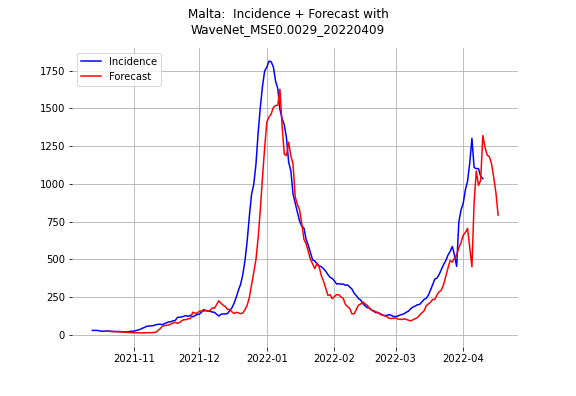 Malta:  Incidence + Forecast with
WaveNet_MSE0.0029_20220409
Incidence
Forecast
1750
1500
1250
1000
750
500
250
0
2021-11 2021-12 2022-01 2022-02 2022-03 2022-04